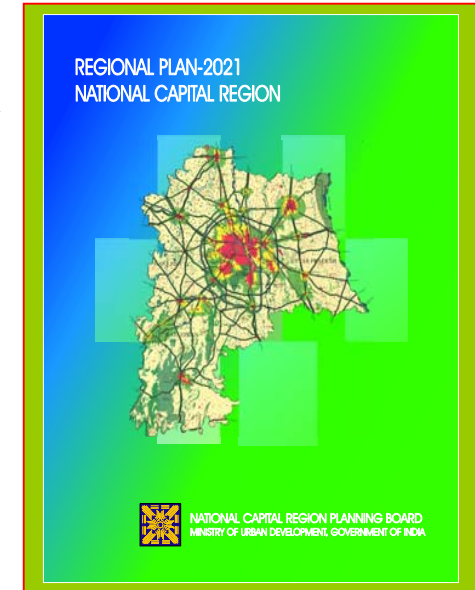 REGIONAL PLAN-2021
NATIONAL CAPITAL REGION
NATIONAL CAPITAL REGION PLANNING BOARD
MINISTRY OF URBAN DEVELOPMENT, GOVERNMENT OF INDIA